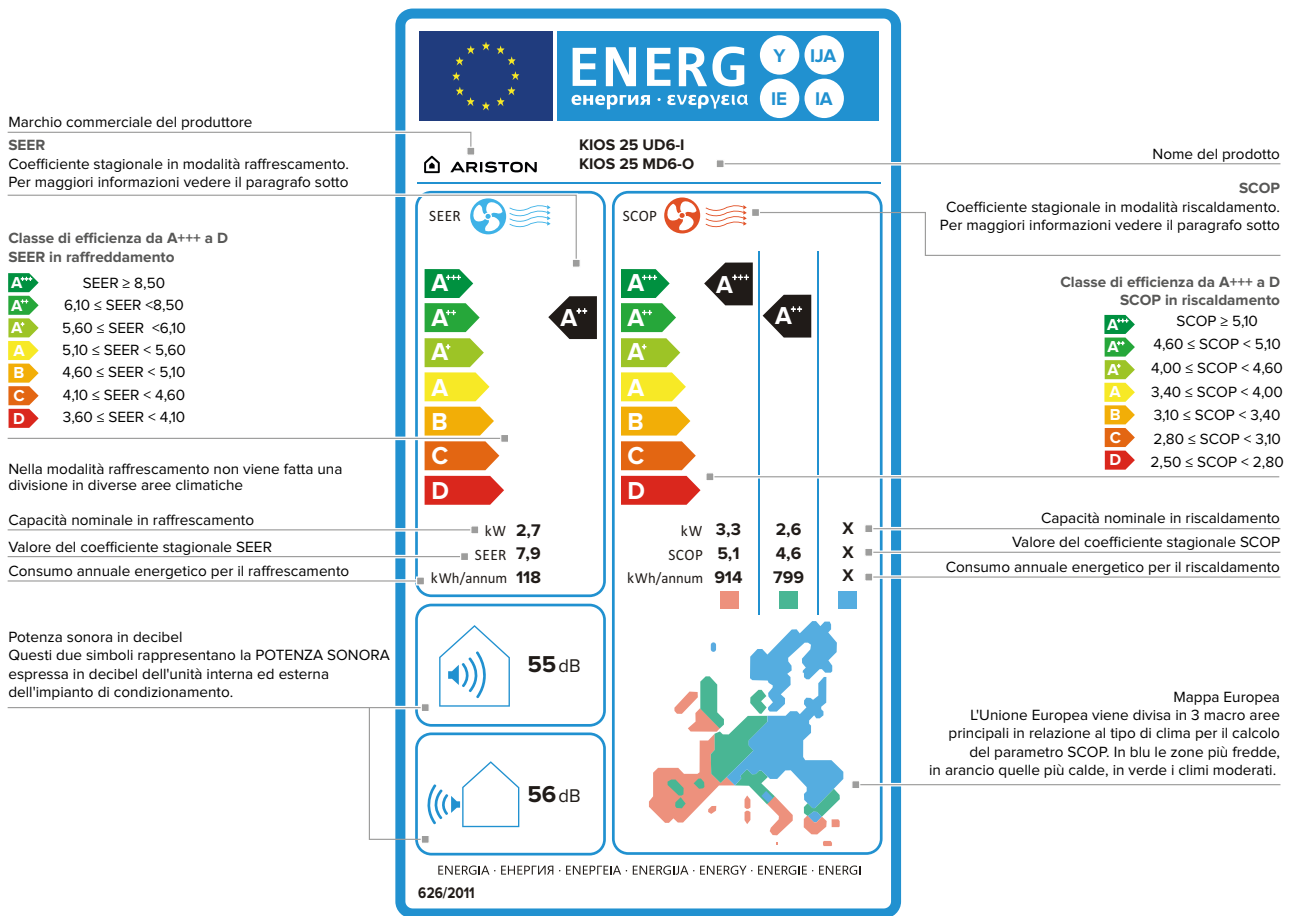 ENERG
енергия · ενεργεια
Y
IJA
IE
IA
Marchio commerciale del produttore
SEER
Coefficiente stagionale in modalità raffrescamento.
Per maggiori informazioni vedere il paragrafo sotto
ARISTON
KIOS 25 UD6-I
KIOS 25 MD6-O
Nome del prodotto
SCOP
Coefficiente stagionale in modalità riscaldamento.
Per maggiori informazioni vedere il paragrafo sotto
Classe di efficienza da A+++ a D
SEER in raffreddamento
A+++ SEER ≥ 8,50
A++ 6,10 ≤ SEER <8,50
A+ 5,60 ≤ SEER <6,10
A 5,10 ≤ SEER < 5,60
B 4,60 ≤ SEER < 5,10
C 4,10 ≤ SEER < 4,60
D 3,60 ≤ SEER < 4,10
Nella modalità raffrescamento non viene fatta una
divisione in diverse aree climatiche
Capacità nominale in raffrescamento
Valore del coefficiente stagionale SEER
Consumo annuale energetico per il raffrescamento
Potenza sonora in decibel
Questi due simboli rappresentano la POTENZA SONORA
espressa in decibel dell'unità interna ed esterna
dell'impianto di condizionamento.
SEER
A+++
A++ A++
A+
A
B
C
D
kW 2,7
SEER 7,9
kWh/annum 118
55 dB
56 dB
SCOP
A+++ A+++
A++ A++
A+
A
B
C
D
kW 3,3 2,6 X
SCOP 5,1 4,6 X
kWh/annum 914 799 X
Classe di efficienza da A+++ a D
SCOP in riscaldamento
A+++ SCOP ≥ 5,10
A++ 4,60 ≤ SCOP < 5,10
A+ 4,00 ≤ SCOP < 4,60
A 3,40 ≤ SCOP < 4,00
B 3,10 ≤ SCOP < 3,40
C 2,80 ≤ SCOP < 3,10
D 2,50 ≤ SCOP < 2,80
Capacità nominale in riscaldamento
Valore del coefficiente stagionale SCOP
Consumo annuale energetico per il riscaldamento
Mappa Europea
L'Unione Europea viene divisa in 3 macro aree
principali in relazione al tipo di clima per il calcolo
del parametro SCOP. In blu le zone più fredde,
in arancio quelle più calde, in verde i climi moderati.
ENERGIA · ЕНЕРГИЯ · ΕΝΕΡΓΕΙΑ · ENERGIJA · ENERGY · ENERGIE · ENERGI
626/2011